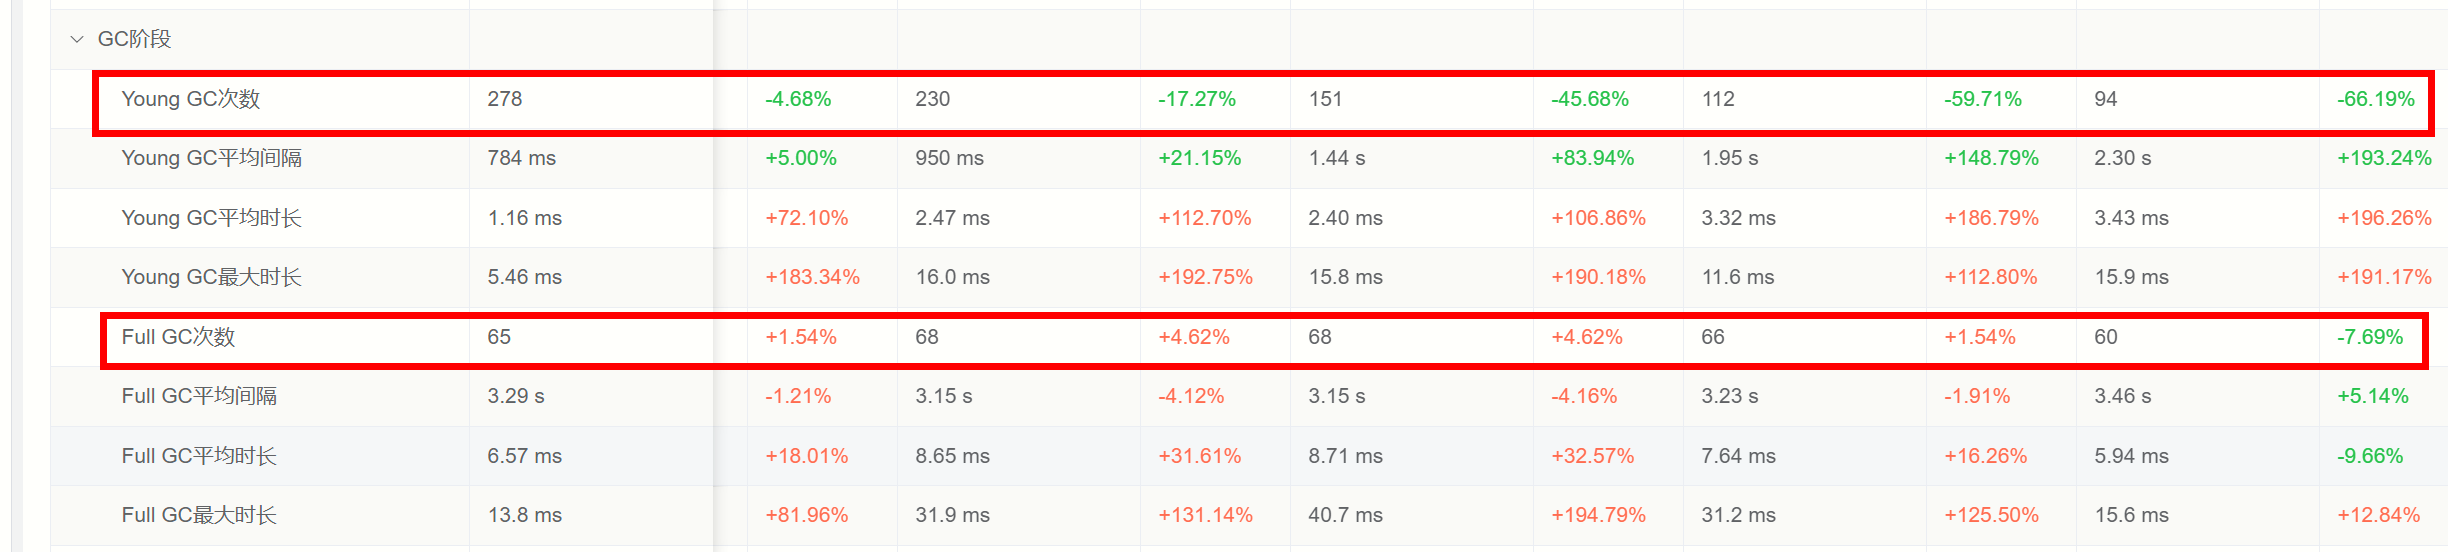 GC阶段
Young GC次数 278 -4.68% 230 -17.27% 151 -45.68% 112 -59.71% 94 -66.19%
Young GC平均间隔 784 ms +5.00% 950 ms +21.15% 1.44 s +83.94% 1.95 s +148.79% 2.30 s +193.24%
Young GC平均时长 1.16 ms +72.10% 2.47 ms +112.70% 2.40 ms +106.86% 3.32 ms +186.79% 3.43 ms +196.26%
Young GC最大时长 5.46 ms +183.34% 16.0 ms +192.75% 15.8 ms +190.18% 11.6 ms +112.80% 15.9 ms +191.17%
Full GC次数 65 +1.54% 68 +4.62% 68 +4.62% 66 +1.54% 60 -7.69%
Full GC平均间隔 3.29 s -1.21% 3.15 s -4.12% 3.15 s -4.16% 3.23 s -1.91% 3.46 s +5.14%
Full GC平均时长 6.57 ms +18.01% 8.65 ms +31.61% 8.71 ms +32.57% 7.64 ms +16.26% 5.94 ms -9.66%
Full GC最大时长 13.8 ms +81.96% 31.9 ms +131.14% 40.7 ms +194.79% 31.2 ms +125.50% 15.6 ms +12.84%